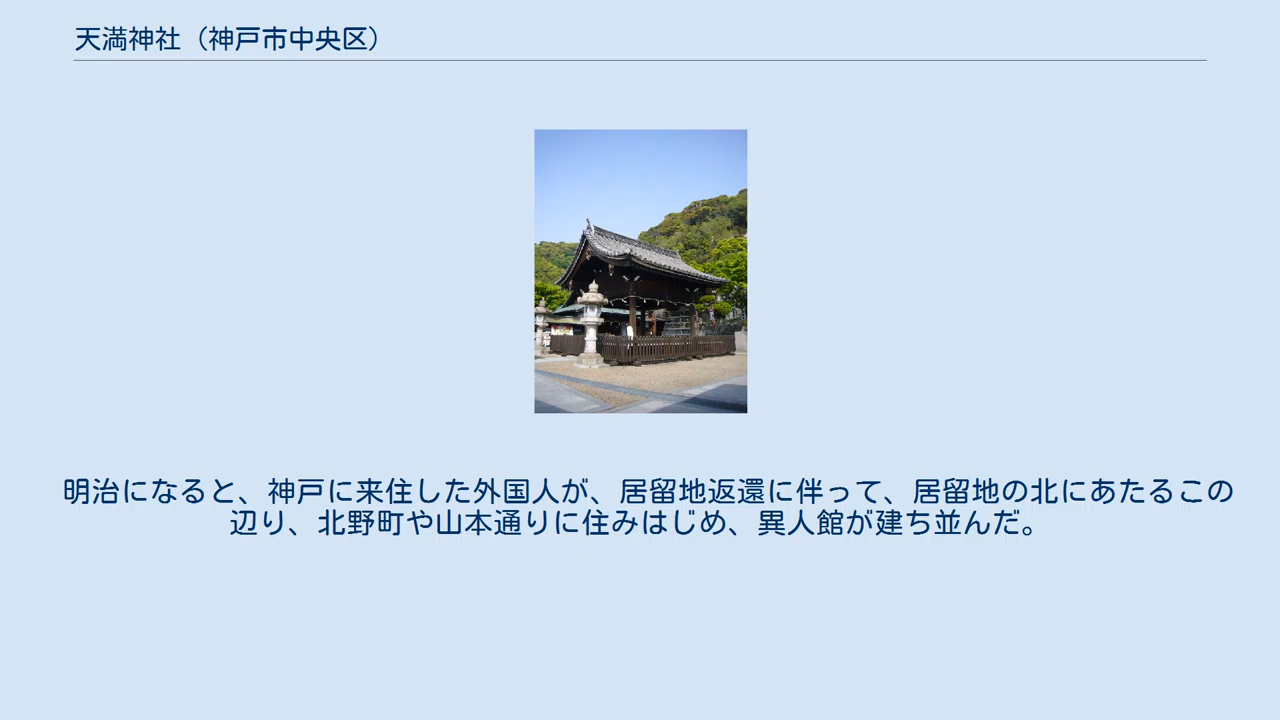 天満神社（神戸市中央区）
明治になると、神戸に来住した外国人が、居留地返還に伴って、居留地の北にあたるこの
辺り、北野町や山本通りに住みはじめ、異人館が建ち並んだ。